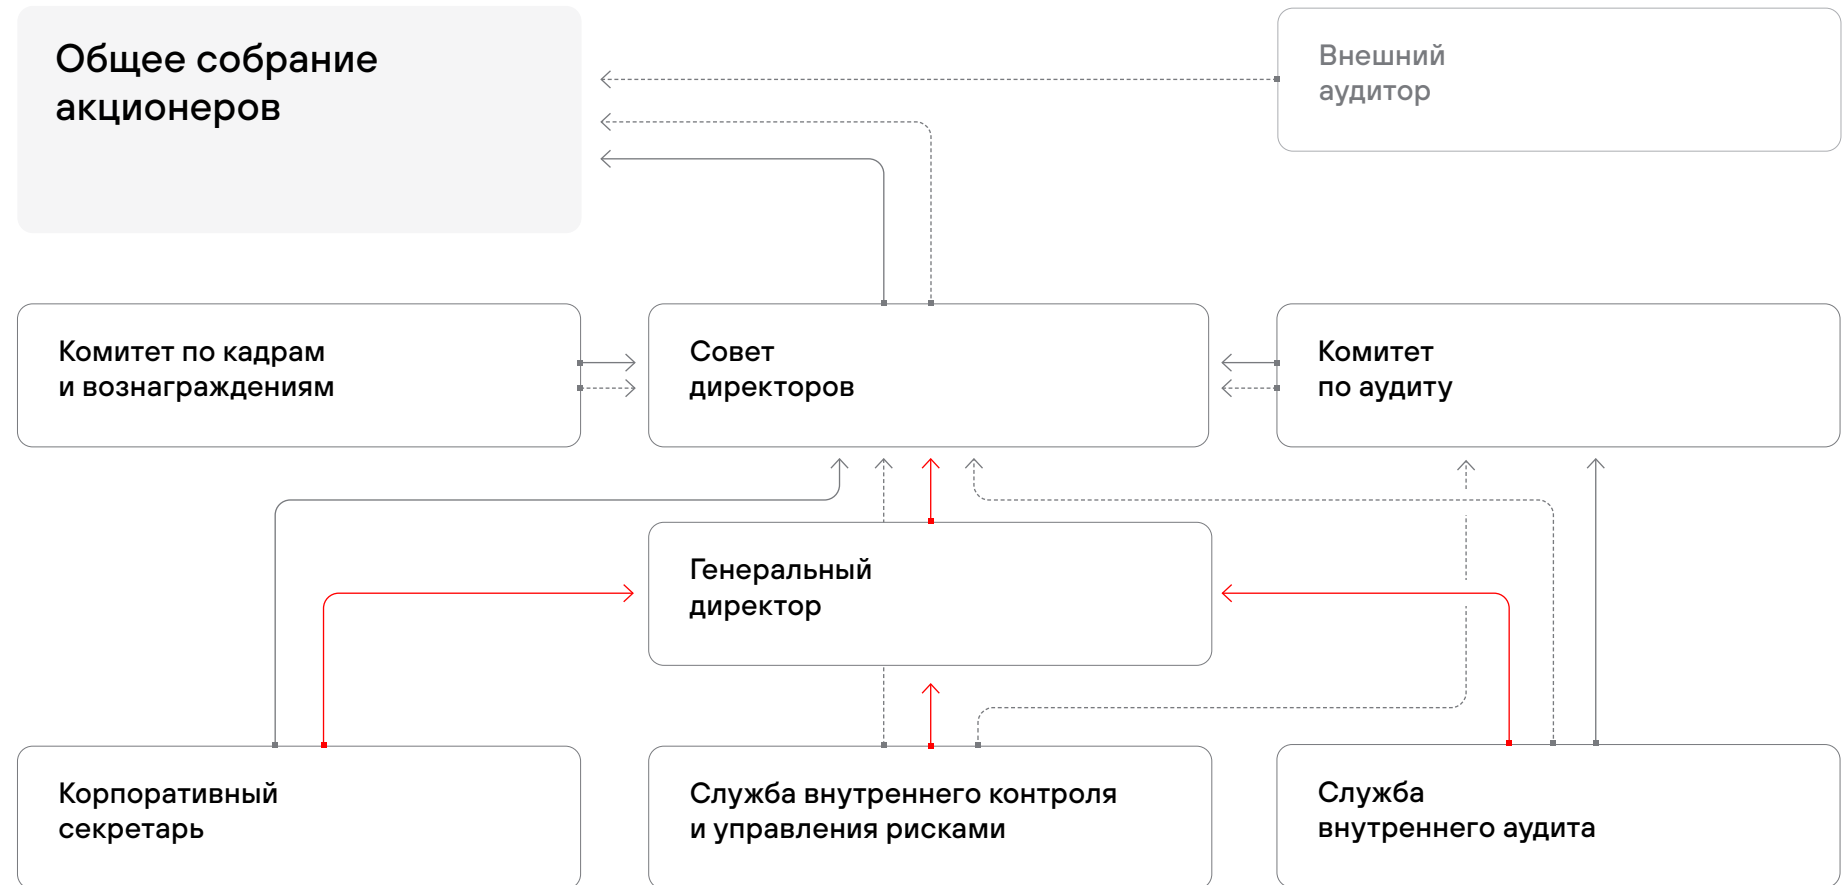 Общее собрание
акционеров
Внешний
аудитор
Комитет по кадрам
и вознаграждениям
Совет
директоров
Комитет
по аудиту
Генеральный
директор
Корпоративный
секретарь
Служба внутреннего контроля
и управления рисками
Служба
внутреннего аудита